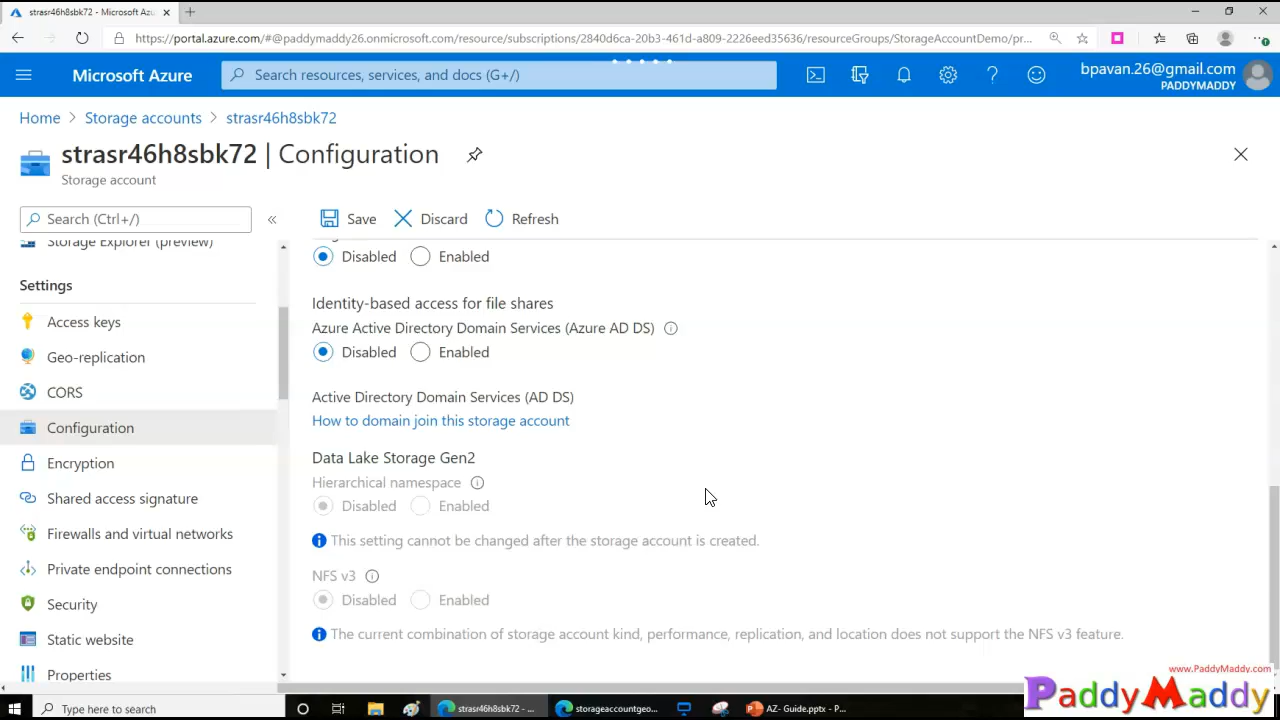 strasr46h8sbk72 - Microsoft Azu
https://portal.azure.com/#@paddymaddy26.onmicrosoft.com/resource/subscriptions/2840d6ca-20b3-461d-a809-2226eed35636/resourceGroups/StorageAccountDemo/pr...
Microsoft Azure
Search resources, services, and docs (G+/)
bpavan.26@gmail.com
PADDYMADDY
Home > Storage accounts > strasr46h8sbk72
strasr46h8sbk72 | Configuration
Storage account
Search (Ctrl+/)
«
Save
Discard
Refresh
Storage Explorer (preview)
Settings
Access keys
Geo-replication
CORS
Configuration
Encryption
Shared access signature
Firewalls and virtual networks
Private endpoint connections
Security
Static website
Properties
Disabled Enabled
Identity-based access for file shares
Azure Active Directory Domain Services (Azure AD DS)
Disabled Enabled
Active Directory Domain Services (AD DS)
How to domain join this storage account
Data Lake Storage Gen2
Hierarchical namespace
Disabled Enabled
This setting cannot be changed after the storage account is created.
NFS v3
Disabled Enabled
The current combination of storage account kind, performance, replication, and location does not support the NFS v3 feature.
www.PaddyMaddy.com
PaddyMaddy
Type here to search
strasr46h8sbk72 - ...
storageaccountgeo...
AZ- Guide.pptx - P...